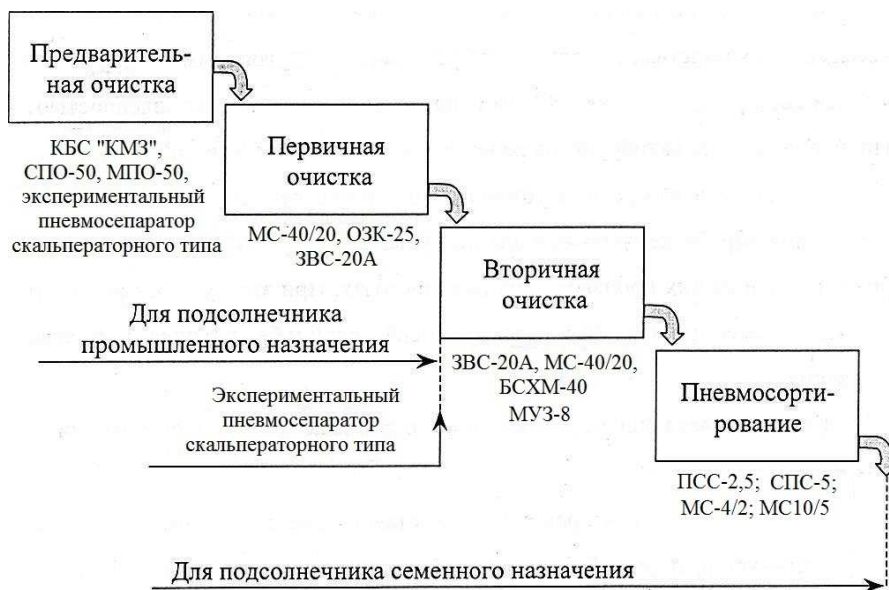 Предваритель-
ная очистка
КБС "КМЗ",
СПО-50, МПО-50,
экспериментальный
пневмосепаратор
скальператорного типа
Первичная
очистка
МС-40/20, ОЗК-25,
ЗВС-20А
Вторичная
очистка
ЗВС-20А, МС-40/20,
БСХМ-40
МУЗ-8
Для подсолнечника
промышленного назначения
Экспериментальный
пневмосепаратор
скальператорного типа
Пневмосорти-
рование
ПСС-2,5; СПС-5;
МС-4/2; МС10/5
Для подсолнечника семенного назначения